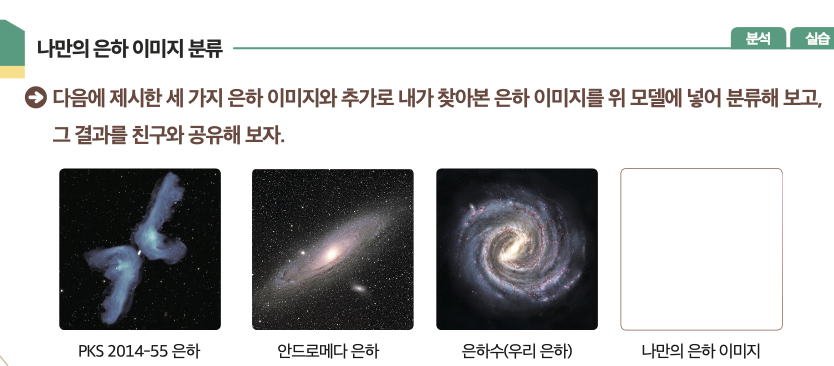 나만의 은하 이미지 분류
분석
실습
다음에 제시한 세 가지 은하 이미지와 추가로 내가 찾아본 은하 이미지를 위 모델에 넣어 분류해 보고,
그 결과를 친구와 공유해 보자.
PKS 2014-55 은하
안드로메다 은하
은하수(우리 은하)
나만의 은하 이미지